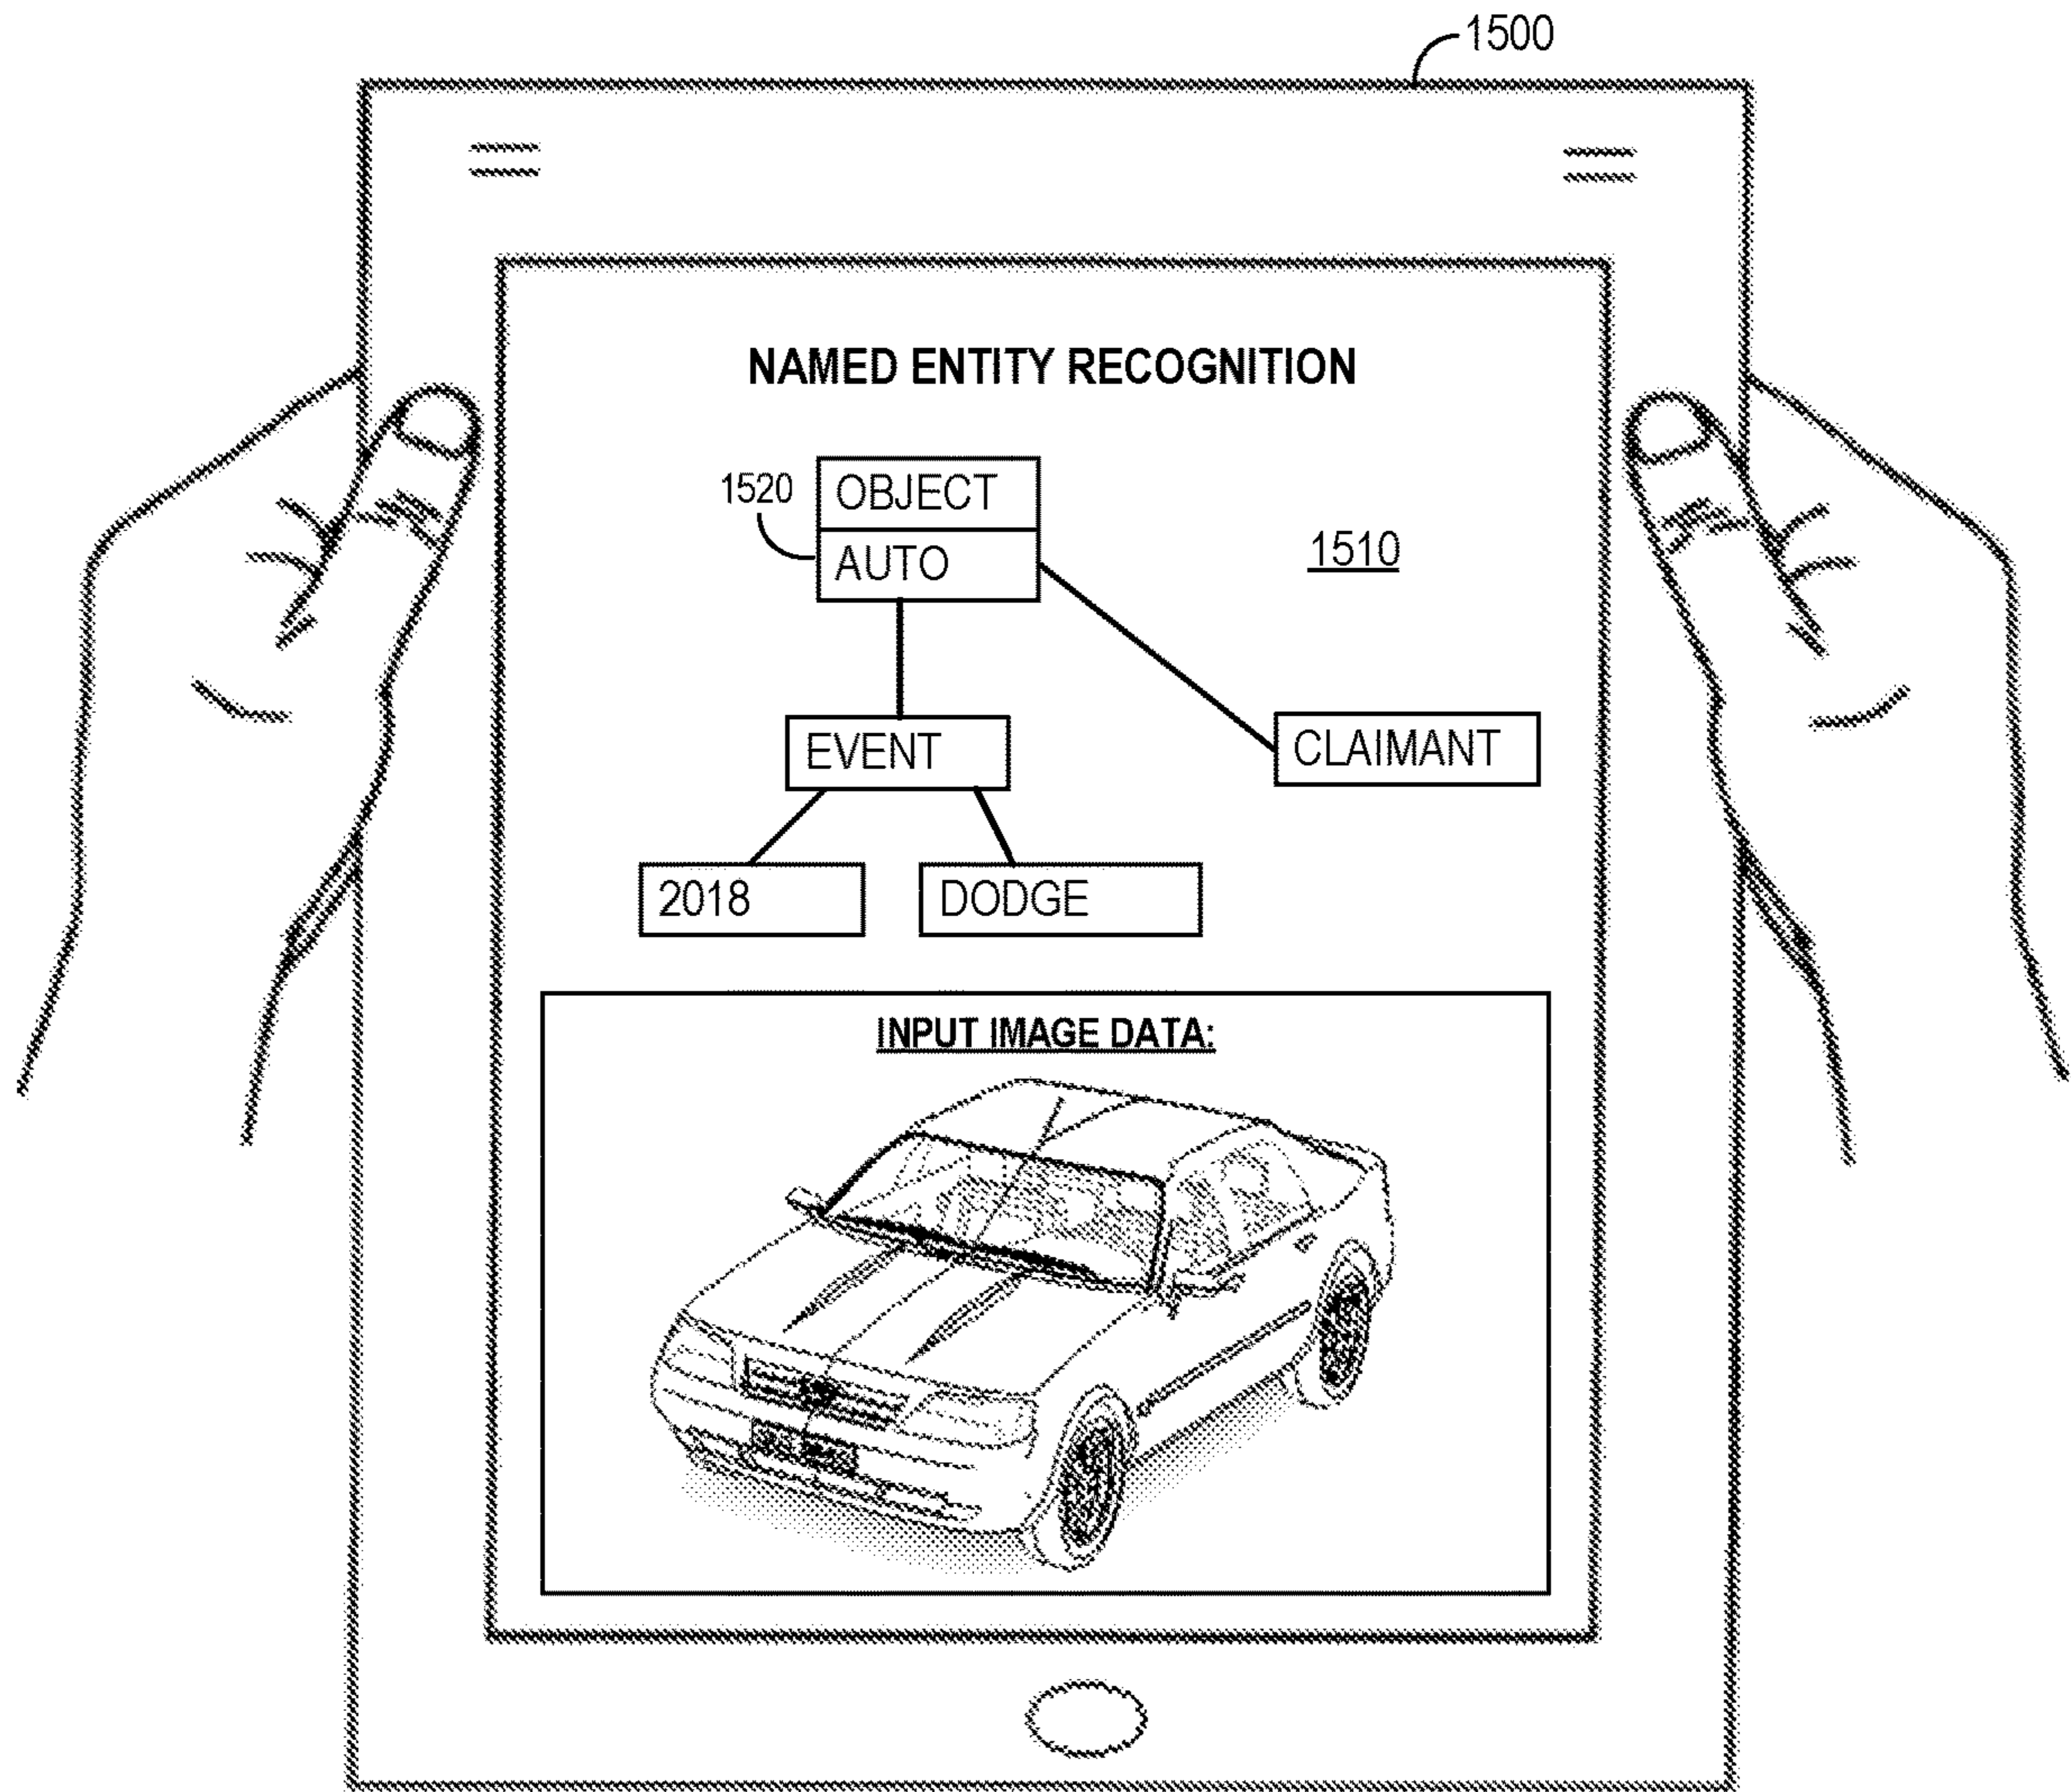 1500
NAMED ENTITY RECOGNITION
1520
OBJECT
AUTO
1510
EVENT
CLAIMANT
2018
DODGE
INPUT IMAGE DATA: